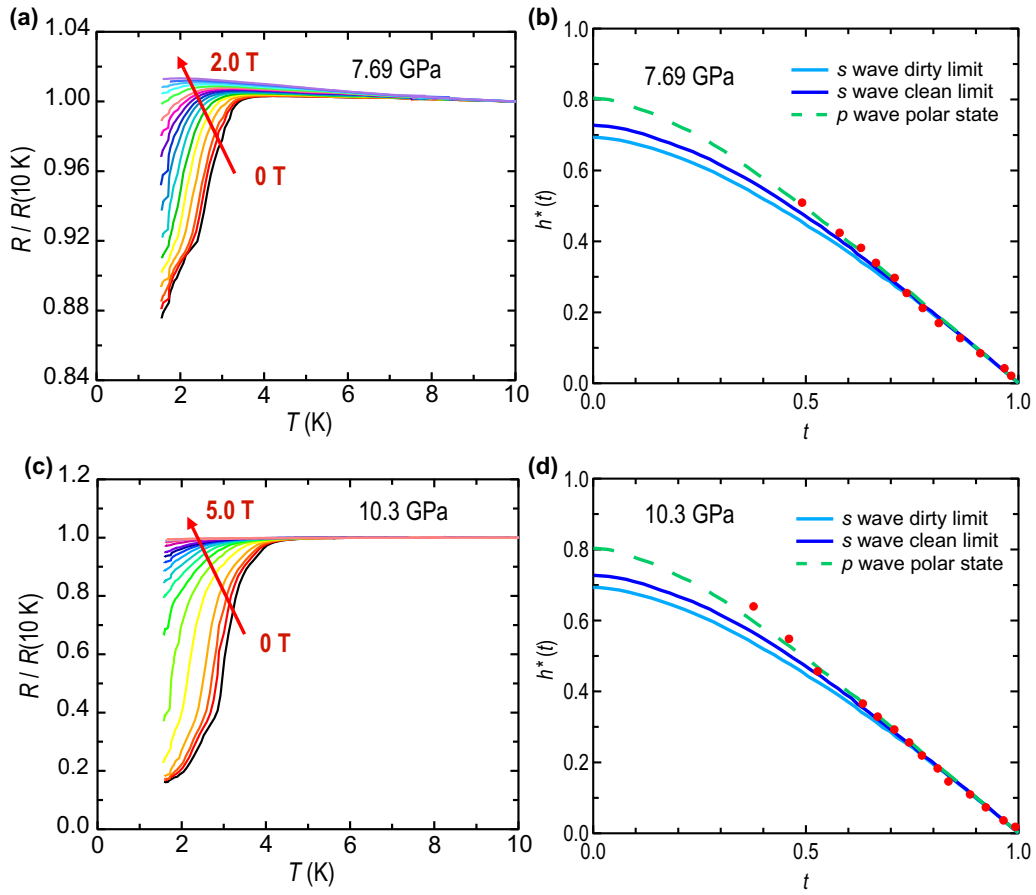 (a)
1.04
1.00
0.96
0.92
0.88
0.84
R / R(10 K)
2.0 T
7.69 GPa
0 T
0 2 4 6 8 10
T (K)
(b)
1.0
0.8
0.6
0.4
0.2
0.0
h*(t)
7.69 GPa
s wave dirty limit
s wave clean limit
p wave polar state
0.0 0.5 1.0
t
(c)
1.2
1.0
0.8
0.6
0.4
0.2
0.0
R / R(10 K)
5.0 T
10.3 GPa
0 T
0 2 4 6 8 10
T (K)
(d)
1.0
0.8
0.6
0.4
0.2
0.0
h*(t)
10.3 GPa
s wave dirty limit
s wave clean limit
p wave polar state
0.0 0.5 1.0
t